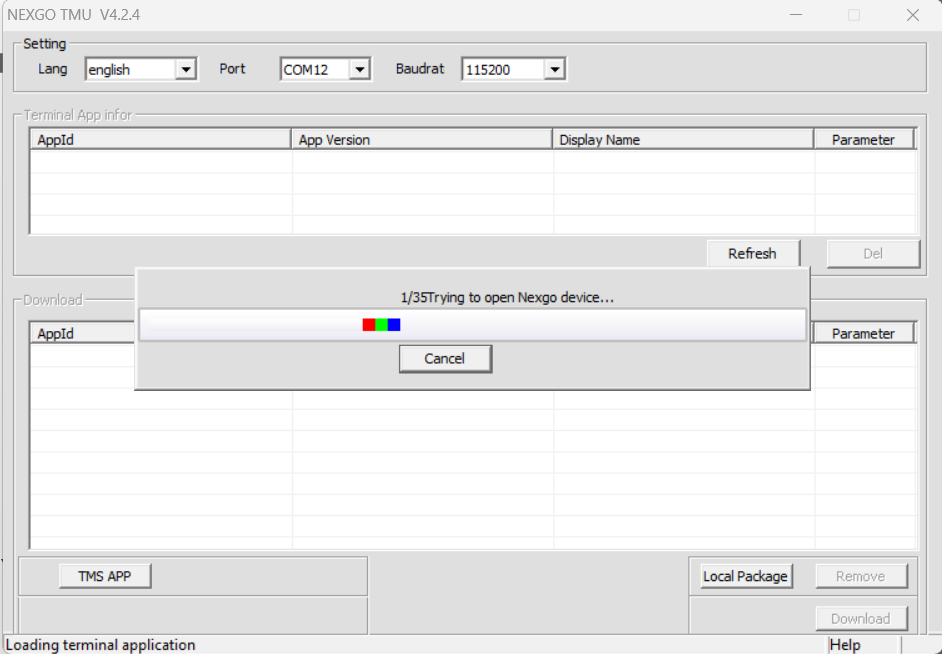 NEXGO TMU V4.2.4
Setting
Lang english Port COM12 Baudrat 115200
Terminal App infor
AppId App Version Display Name Parameter
Refresh Del
1/35Trying to open Nexgo device...
Download
AppId Parameter
Cancel
TMS APP Local Package Remove
Download
Loading terminal application Help